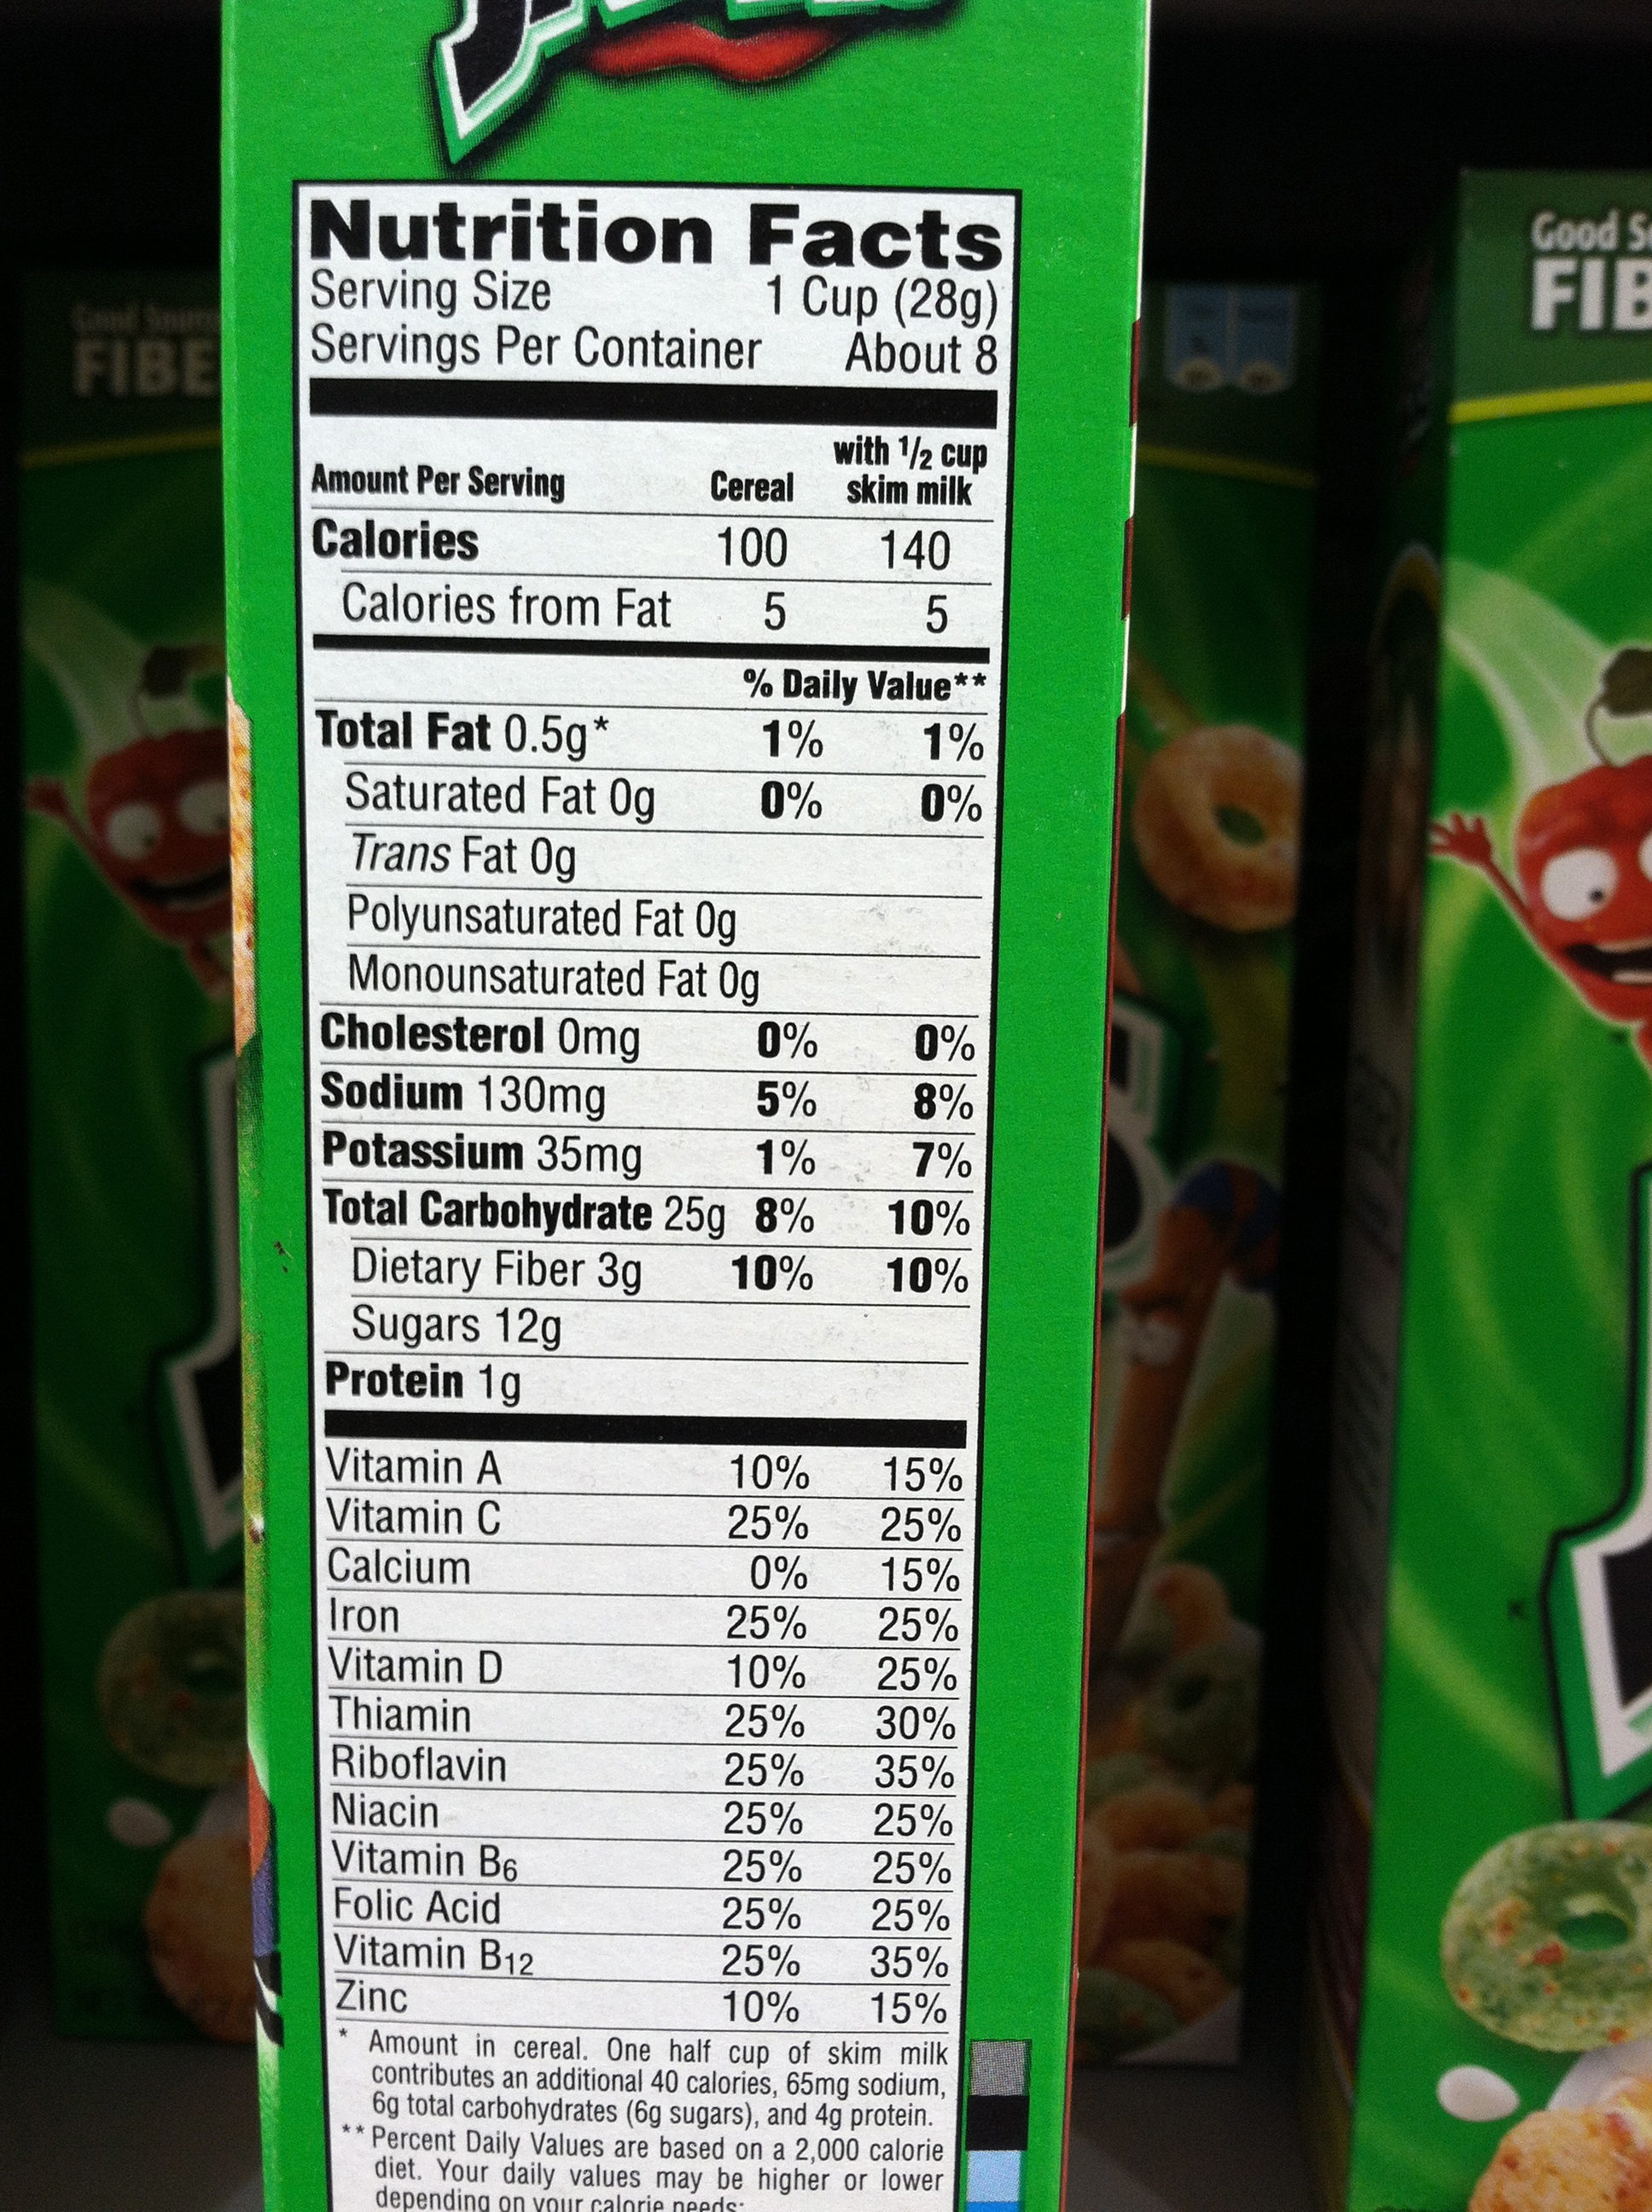 Nutrition Facts
Serving Size 1 Cup (28g)
Servings Per Container About 8
with 1/2 cup
Amount Per Serving Cereal skim milk
Calories 100 140
Calories from Fat 5 5
% Daily Value**
Total Fat 0.5g* 1% 1%
Saturated Fat 0g 0% 0%
Trans Fat 0g
Polyunsaturated Fat 0g
Monounsaturated Fat 0g
Cholesterol 0mg 0% 0%
Sodium 130mg 5% 8%
Potassium 35mg 1% 7%
Total Carbohydrate 25g 8% 10%
Dietary Fiber 3g 10% 10%
Sugars 12g
Protein 1g
Vitamin A 10% 15%
Vitamin C 25% 25%
Calcium 0% 15%
Iron 25% 25%
Vitamin D 10% 25%
Thiamin 25% 30%
Riboflavin 25% 35%
Niacin 25% 25%
Vitamin B6 25% 25%
Folic Acid 25% 25%
Vitamin B12 25% 35%
Zinc 10% 15%
* Amount in cereal. One half cup of skim milk
contributes an additional 40 calories, 65mg sodium,
6g total carbohydrates (6g sugars), and 4g protein.
** Percent Daily Values are based on a 2,000 calorie
diet. Your daily values may be higher or lower
depending on your calorie needs:
Good
FIBE
Good
FIB